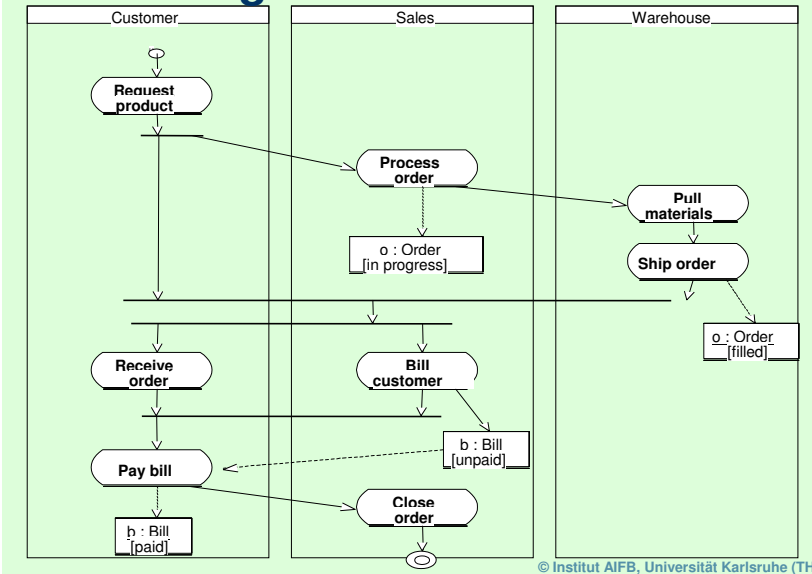 Customer
Sales
Warehouse
Request
product
Process
order
Pull
materials
o : Order
[in progress]
Ship order
o : Order
[filled]
Receive
order
Bill
customer
b : Bill
[unpaid]
Pay bill
Close
order
b : Bill
[paid]
© Institut AIFB, Universität Karlsruhe (TH